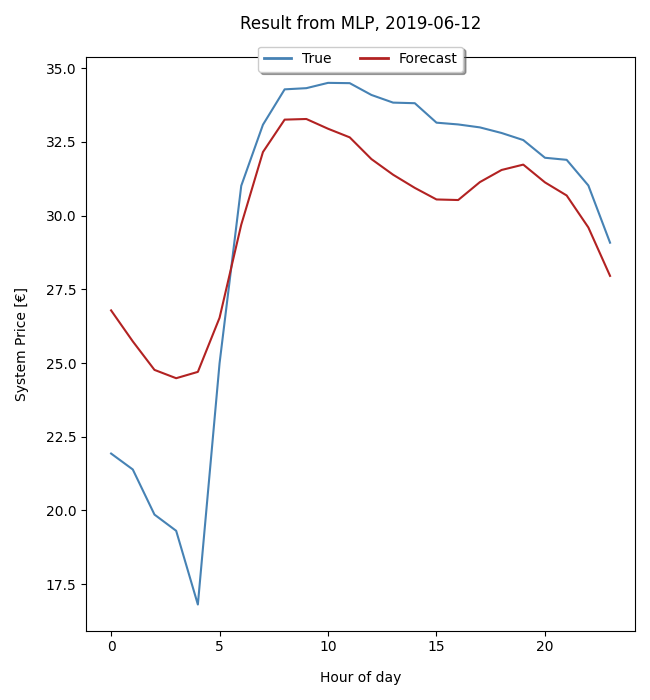 Result from MLP, 2019-06-12
True Forecast
35.0
32.5
30.0
27.5
25.0
22.5
20.0
17.5
System Price [€]
0 5 10 15 20
Hour of day